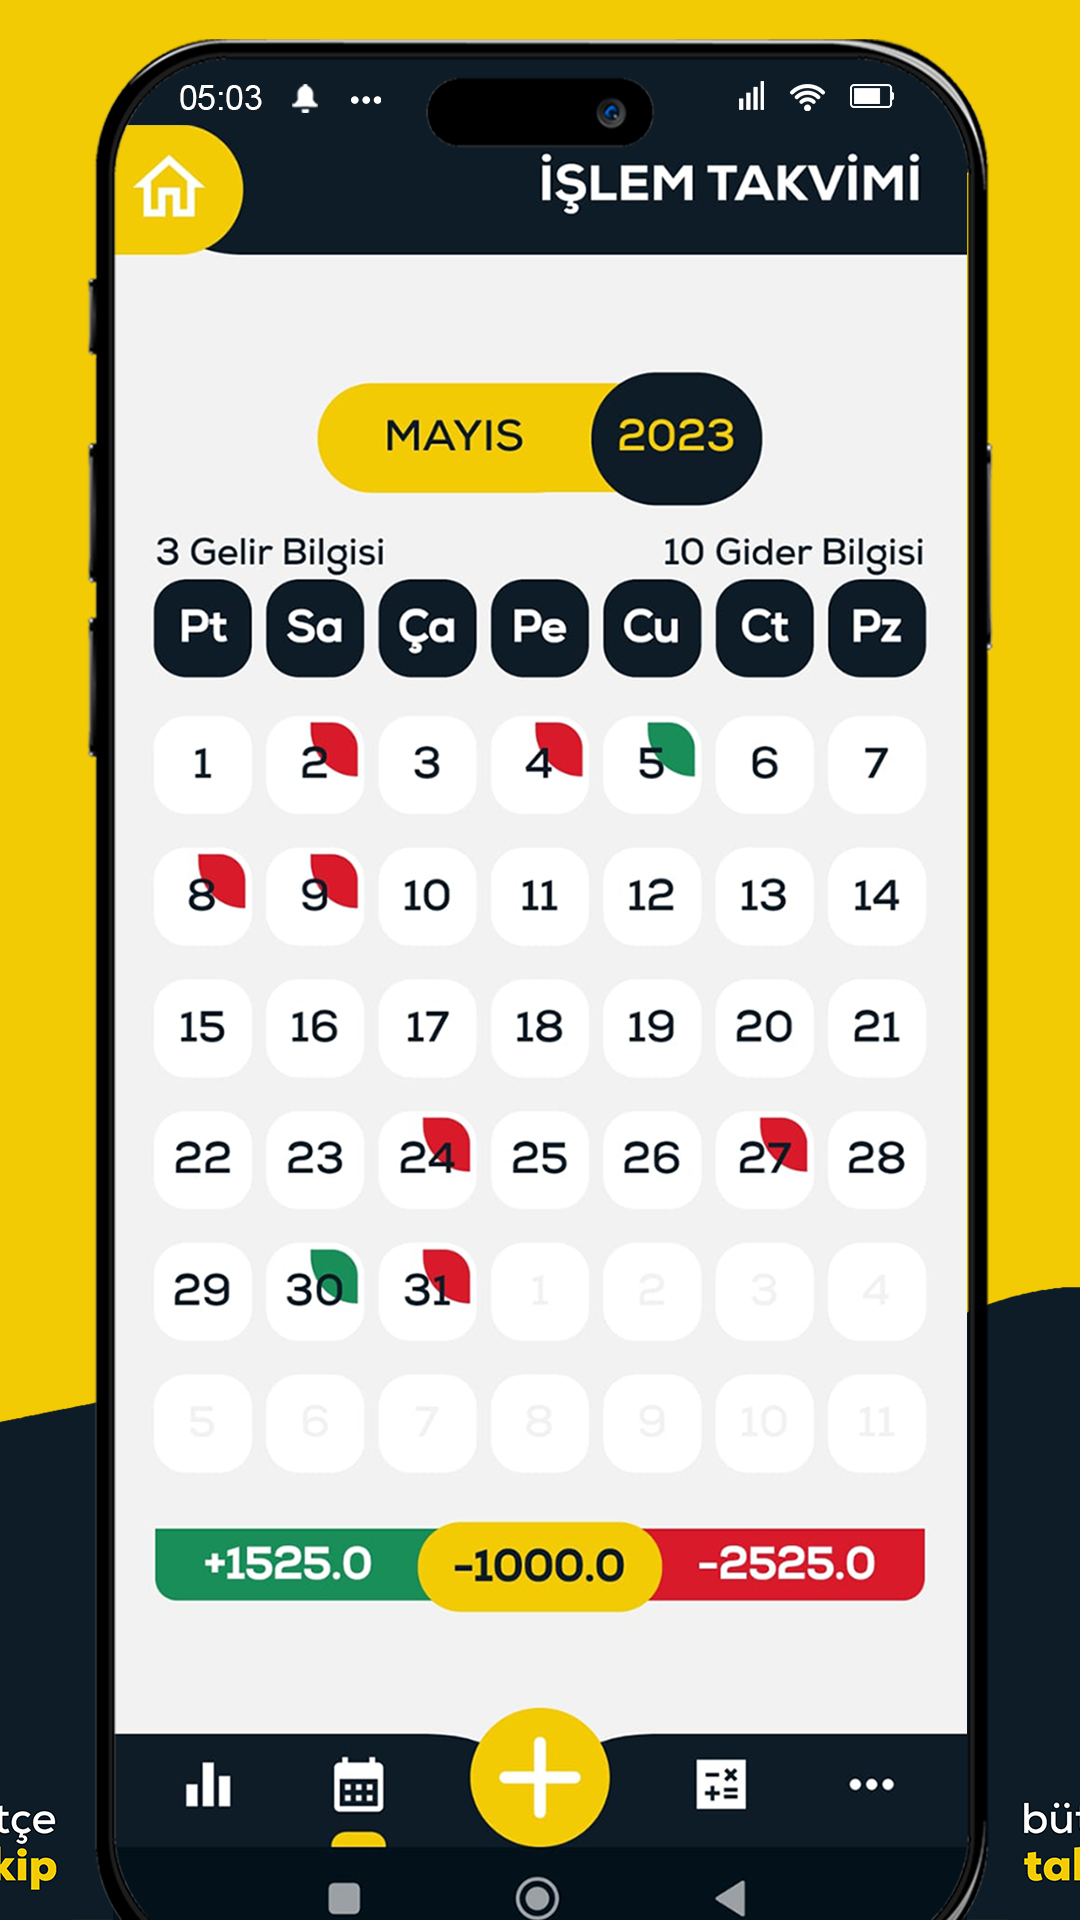 05:03
İŞLEM TAKVİMİ
MAYIS 2023
3 Gelir Bilgisi 10 Gider Bilgisi
Pt Sa Ça Pe Cu Ct Pz
1 2 3 4 5 6 7
8 9 10 11 12 13 14
15 16 17 18 19 20 21
22 23 24 25 26 27 28
29 30 31 1 2 3 4
5 6 7 8 9 10 11
+1525.0 -1000.0 -2525.0
tçe büt
kip tak